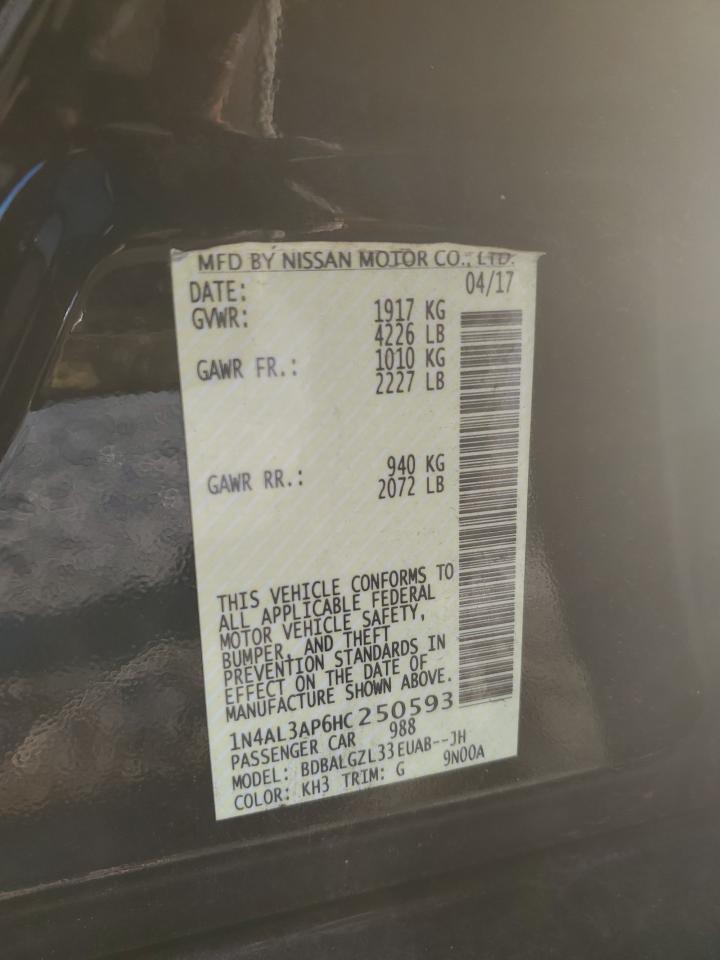 MFD BY NISSAN MOTOR CO., LTD.
DATE: 04/17
GVWR: 1917 KG
4226 LB
GAWR FR.: 1010 KG
2227 LB
GAWR RR.: 940 KG
2072 LB
THIS VEHICLE CONFORMS TO
ALL APPLICABLE FEDERAL
MOTOR VEHICLE SAFETY,
BUMPER, AND THEFT
PREVENTION STANDARDS IN
EFFECT ON THE DATE OF
MANUFACTURE SHOWN ABOVE.
1N4AL3AP6HC250593
PASSENGER CAR 988
MODEL: BDBALGZL33EUAB--JH
COLOR: KH3 TRIM: G 9N00A